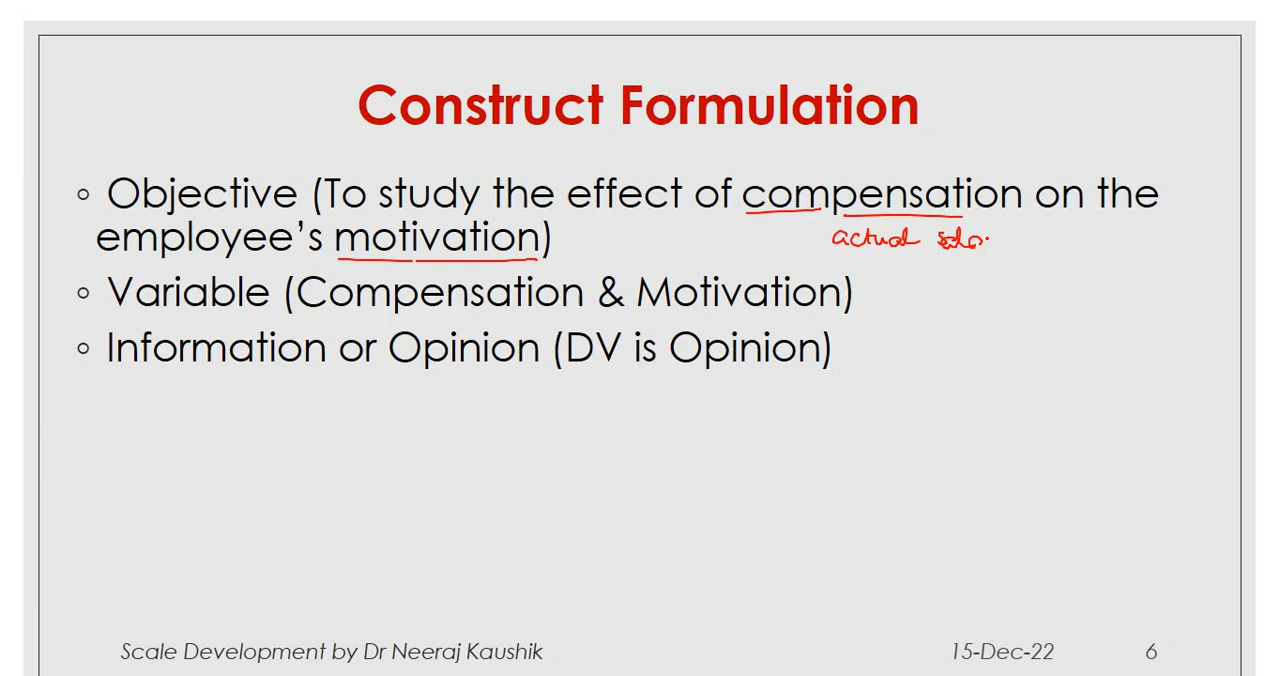 Construct Formulation
◦ Objective (To study the effect of compensation on the
employee's motivation)
actual
◦ Variable (Compensation & Motivation)
◦ Information or Opinion (DV is Opinion)
Scale Development by Dr Neeraj Kaushik 15-Dec-22 6